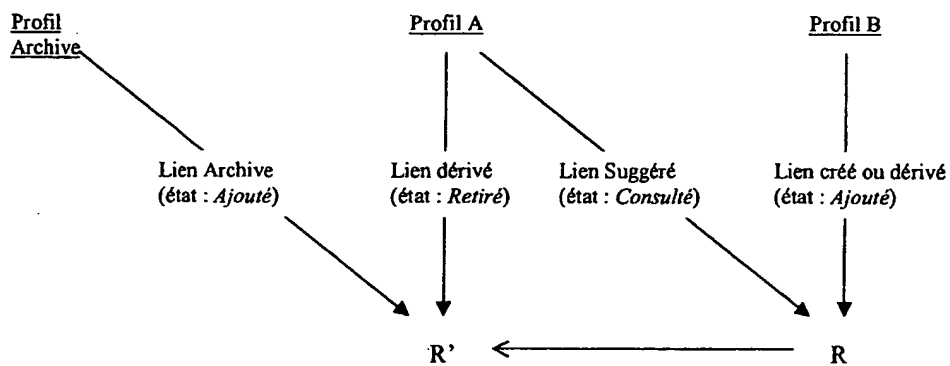 Profil
Archive
Profil A
Profil B
Lien Archive
(état : Ajouté)
Lien dérivé
(état : Retiré)
Lien Suggéré
(état : Consulté)
Lien créé ou dérivé
(état : Ajouté)
R'
R